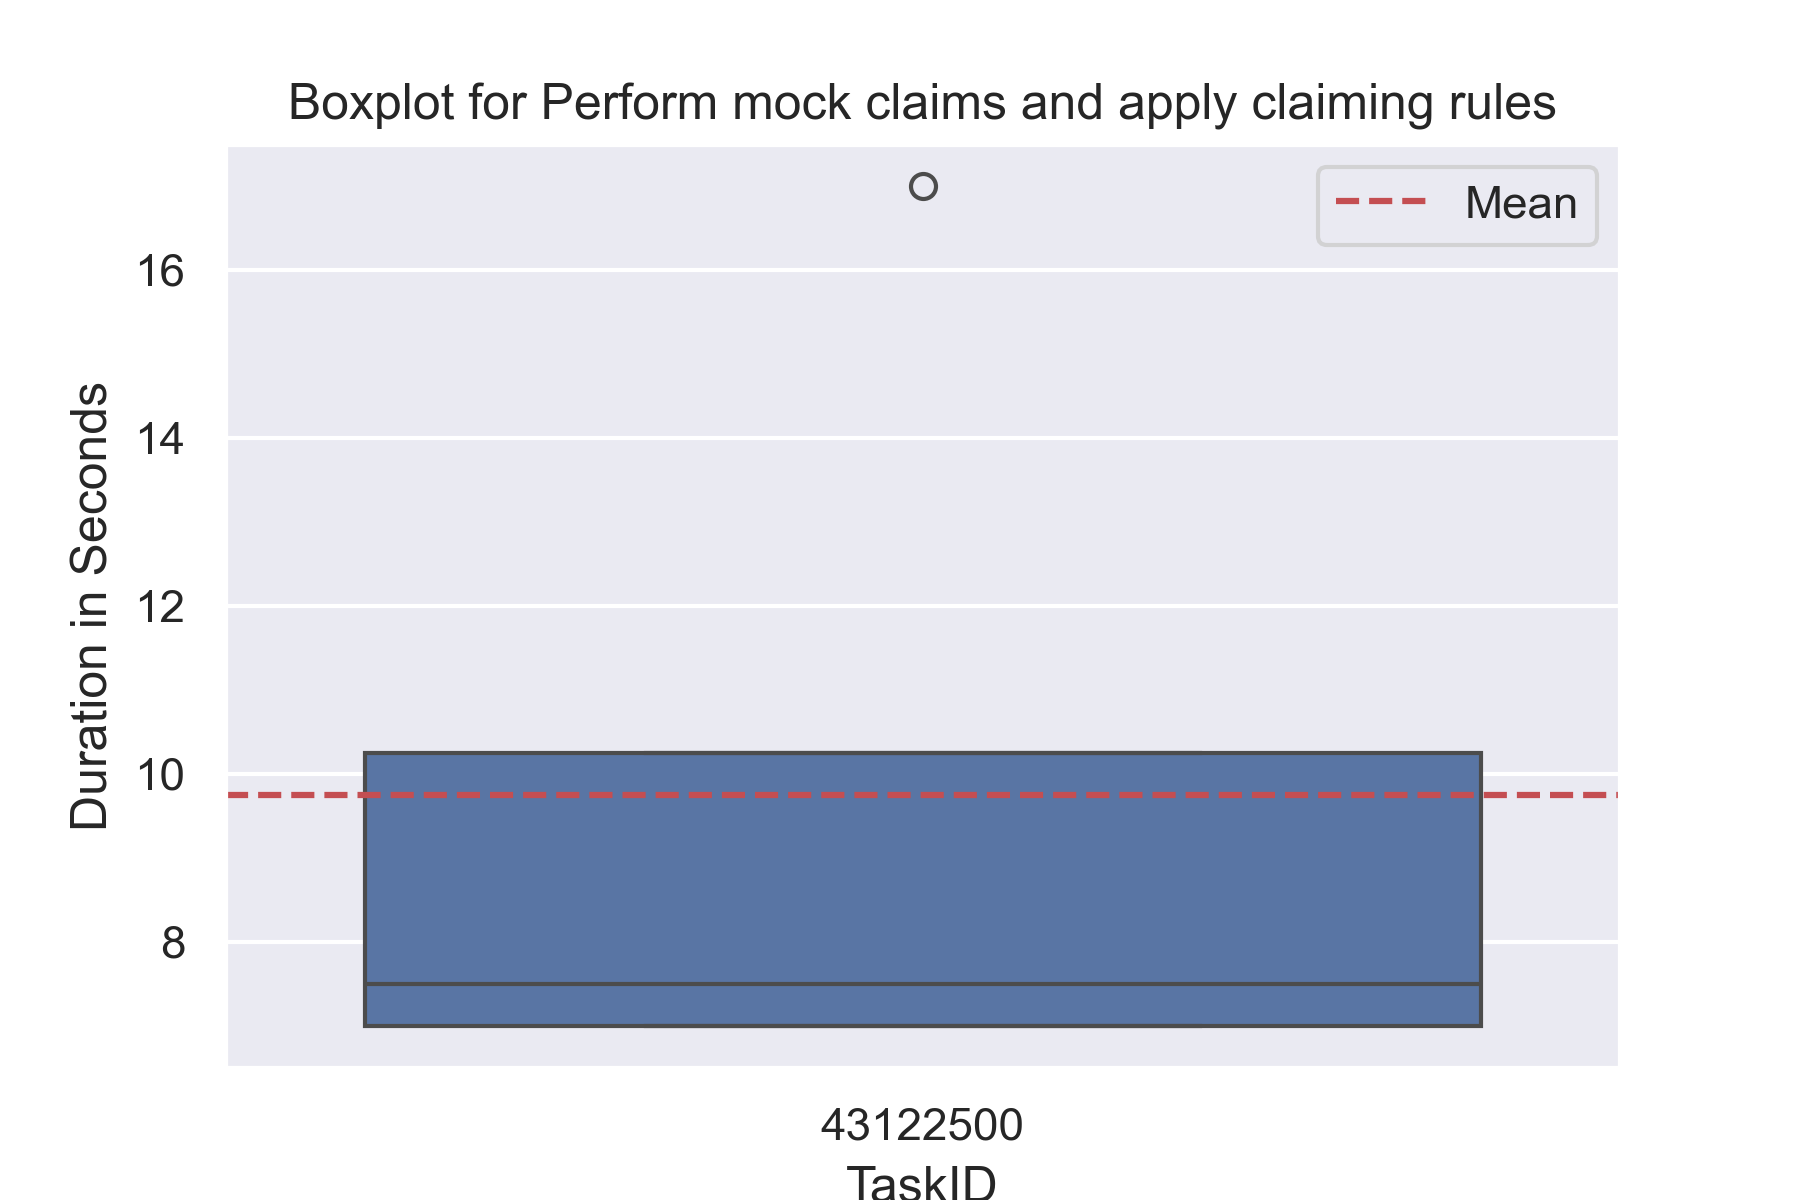 Boxplot for Perform mock claims and apply claiming rules
Mean
16
14
12
10
8
Duration in Seconds
43122500
TaskID